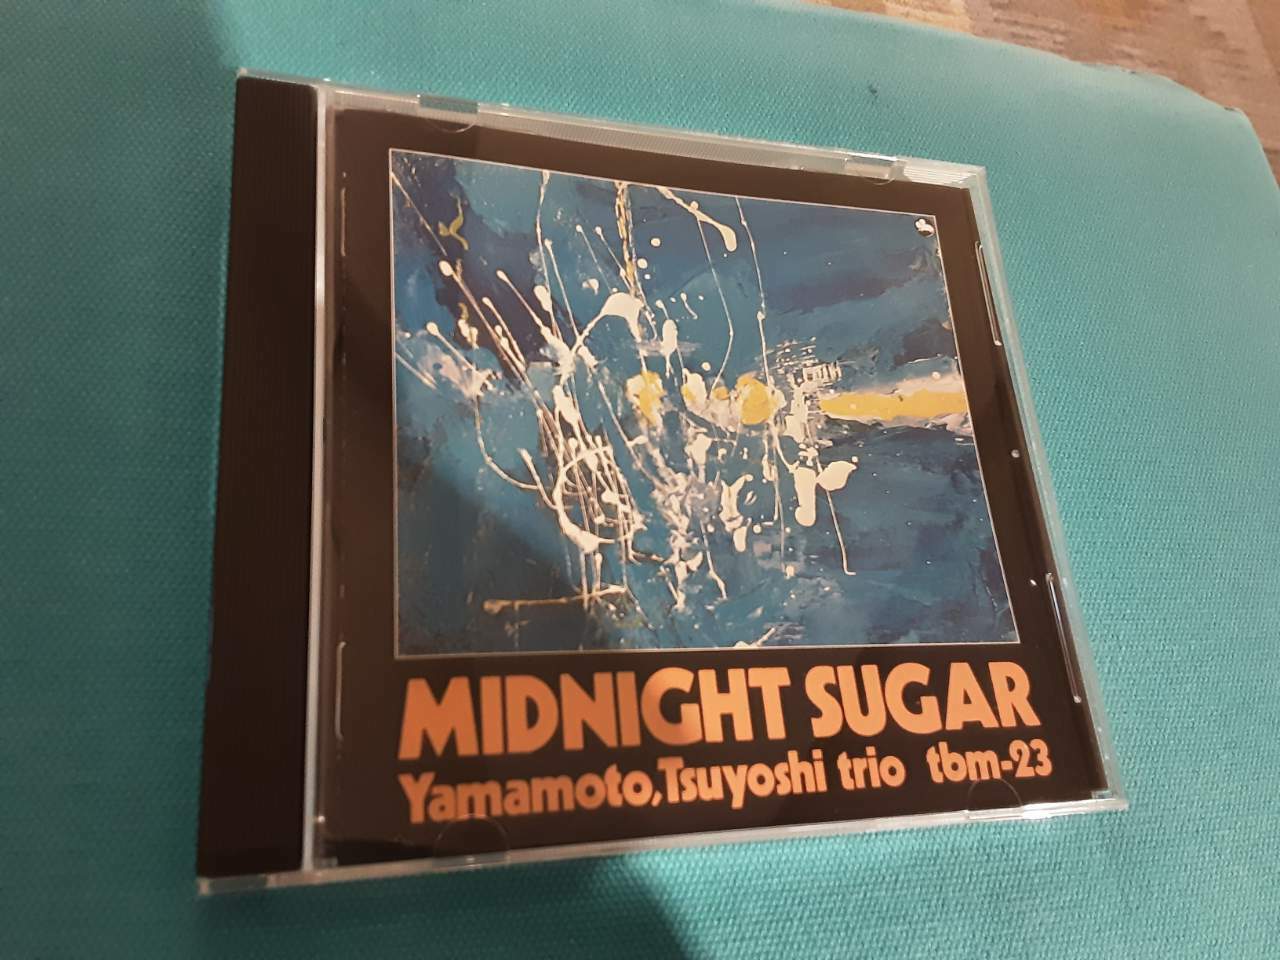 MIDNIGHT SUGAR
Yamamoto,Tsuyoshi trio tbm-23